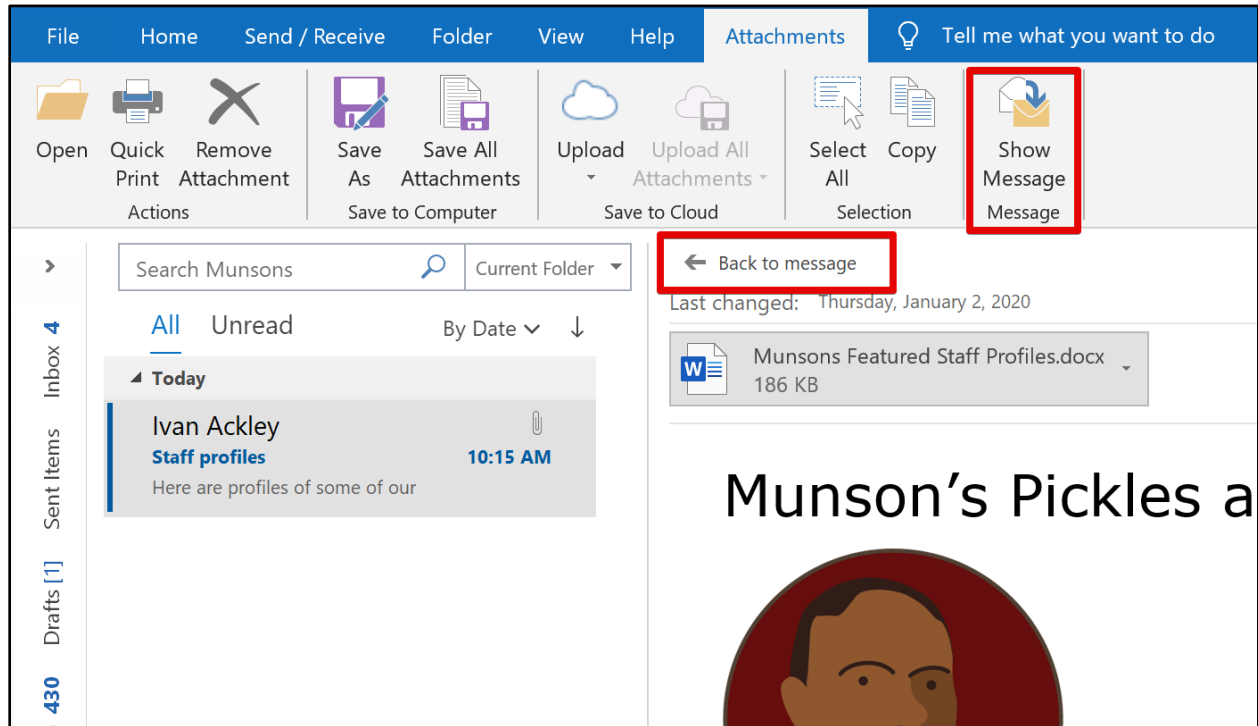 File Home Send / Receive Folder View Help Attachments Tell me what you want to do
Open Quick Remove Save Save All Upload Upload All Select Copy Show
Print Attachment As Attachments Attachments All Message
Actions Save to Computer Save to Cloud Selection Message
Search Munsons Current Folder
All Unread By Date
Today
Ivan Ackley
Staff profiles 10:15 AM
Here are profiles of some of our
Inbox 4
Sent Items
Drafts [1]
430
Back to message
Last changed: Thursday, January 2, 2020
W
Munsons Featured Staff Profiles.docx
186 KB
Munson’s Pickles a